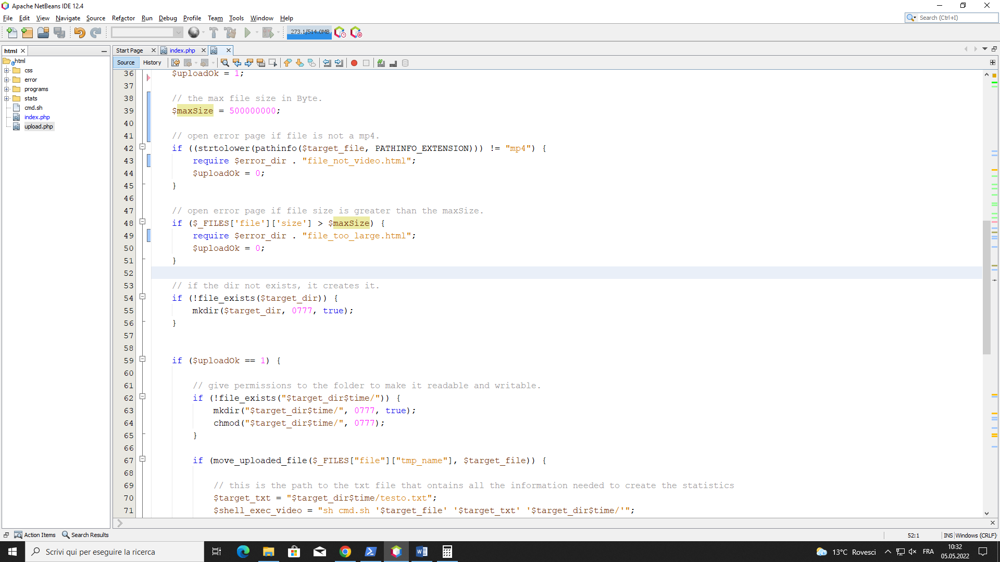 Apache NetBeans IDE 12.4
File Edit View Navigate Source Refactor Run Debug Profile Team Tools Window Help
Search (Ctrl+I)
273.1/514.0MB
html
Start Page index.php
Source History
html
css
error
programs
stats
cmd.sh
index.php
upload.php
36 $uploadOk = 1;
37
38 // the max file size in Byte.
39 $maxSize = 500000000;
40
41 // open error page if file is not a mp4.
42 if ((strtolower(pathinfo($target_file, PATHINFO_EXTENSION))) != "mp4") {
43 require $error_dir . "file_not_video.html";
44 $uploadOk = 0;
45 }
46
47 // open error page if file size is greater than the maxSize.
48 if ($_FILES['file']['size'] > $maxSize) {
49 require $error_dir . "file_too_large.html";
50 $uploadOk = 0;
51 }
52
53 // if the dir not exists, it creates it.
54 if (!file_exists($target_dir)) {
55 mkdir($target_dir, 0777, true);
56 }
57
58
59 if ($uploadOk == 1) {
60
61 // give permissions to the folder to make it readable and writable.
62 if (!file_exists("$target_dir$time/")) {
63 mkdir("$target_dir$time/", 0777, true);
64 chmod("$target_dir$time/", 0777);
65 }
66
67 if (move_uploaded_file($_FILES["file"]["tmp_name"], $target_file)) {
68
69 // this is the path to the txt file that ontains all the information needed to create the statistics
70 $target_txt = "$target_dir$time/testo.txt";
71 $shell_exec_video = "sh cmd.sh '$target_file' '$target_txt' '$target_dir$time/'";
Action Items Search Results
52:1 INS Windows (CRLF)
Scrivi qui per eseguire la ricerca
13°C Rovesci FRA
10:32
05.05.2022